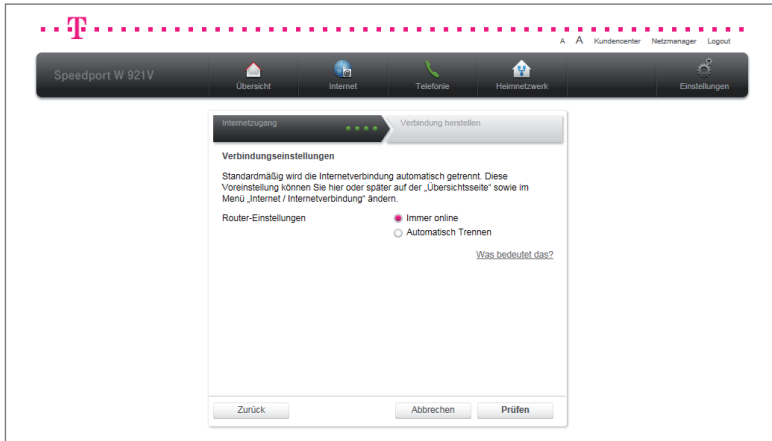 T
A A Kundencenter Netzmanager Logout
Speedport W 921V
Übersicht Internet Telefonie Heimnetzwerk Einstellungen
Internetzugang Verbindung herstellen
Verbindungseinstellungen
Standardmäßig wird die Internetverbindung automatisch getrennt. Diese
Voreinstellung können Sie hier oder später auf der „Übersichtsseite“ sowie im
Menü „Internet / Internetverbindung“ ändern.
Router-Einstellungen Immer online
Automatisch Trennen
Was bedeutet das?
Zurück Abbrechen Prüfen